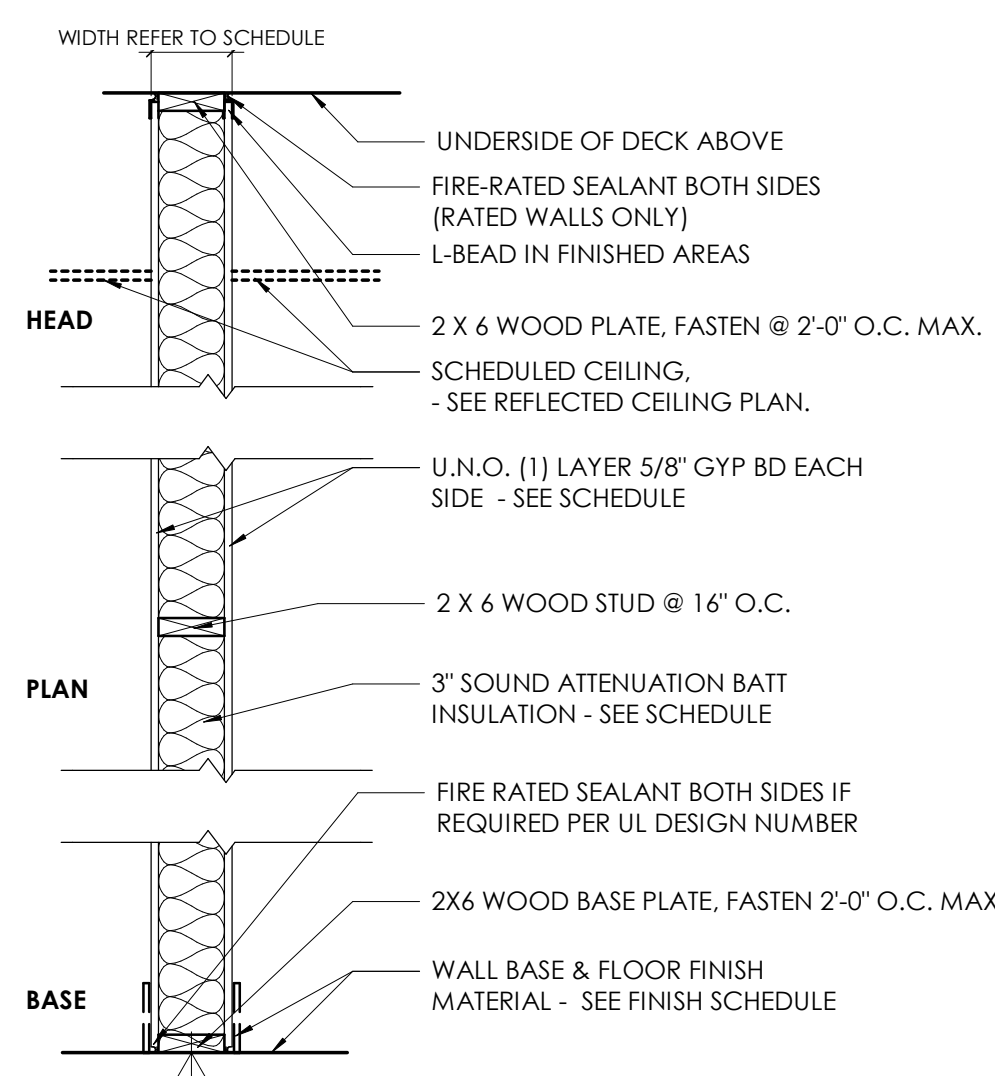 WIDTH REFER TO SCHEDULE
UNDERSIDE OF DECK ABOVE
FIRE-RATED SEALANT BOTH SIDES
(RATED WALLS ONLY)
L-BEAD IN FINISHED AREAS
HEAD
2 X 6 WOOD PLATE, FASTEN @ 2'-0" O.C. MAX.
SCHEDULED CEILING,
- SEE REFLECTED CEILING PLAN.
U.N.O. (1) LAYER 5/8" GYP BD EACH
SIDE - SEE SCHEDULE
2 X 6 WOOD STUD @ 16" O.C.
PLAN
3" SOUND ATTENUATION BATT
INSULATION - SEE SCHEDULE
FIRE RATED SEALANT BOTH SIDES IF
REQUIRED PER UL DESIGN NUMBER
2X6 WOOD BASE PLATE, FASTEN 2'-0" O.C. MAX
WALL BASE & FLOOR FINISH
MATERIAL - SEE FINISH SCHEDULE
BASE